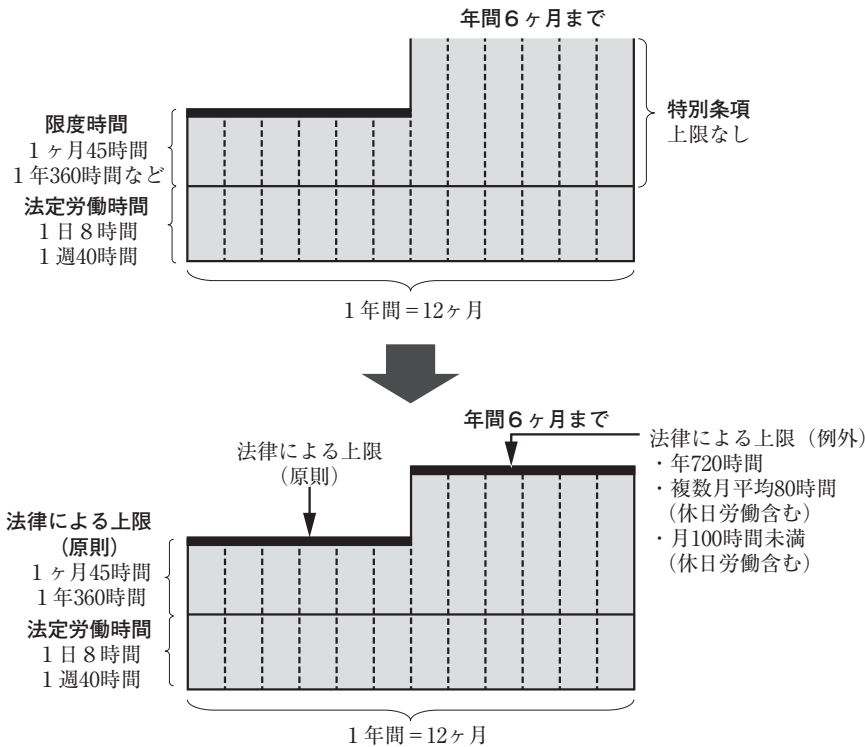 年間６ヶ月まで
限度時間
１ヶ月45時間
１年360時間など
法定労働時間
１日８時間
１週40時間
特別条項
上限なし
１年間＝12ヶ月
年間６ヶ月まで
法律による上限
（原則）
法律による上限（例外）
・年720時間
・複数月平均80時間
（休日労働含む）
・月100時間未満
（休日労働含む）
法律による上限
（原則）
１ヶ月45時間
１年360時間
法定労働時間
１日８時間
１週40時間
１年間＝12ヶ月